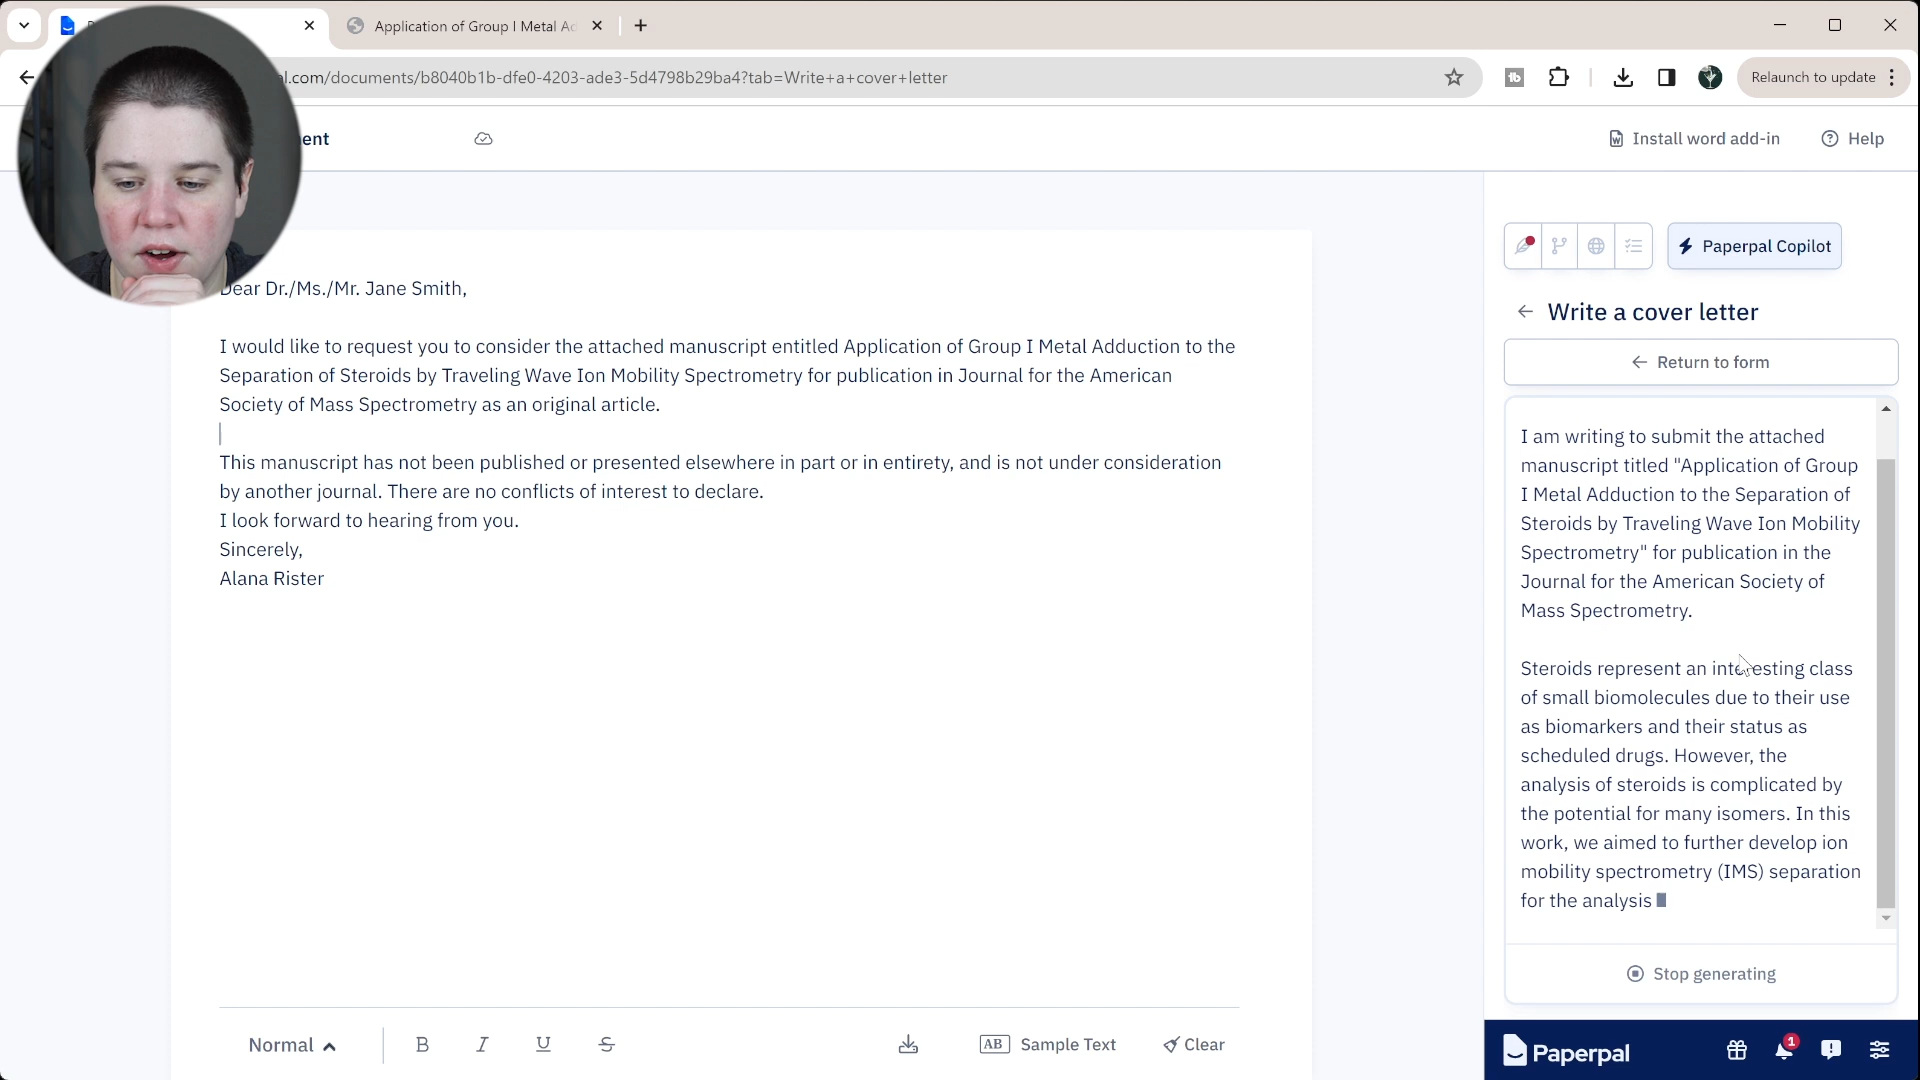 Application of Group I Metal Ad
l.com/documents/b8040b1b-dfe0-4203-ade3-5d4798b29ba4?tab=Write+a+cover+letter
Relaunch to update
ent
Install word add-in
Help
Dear Dr./Ms./Mr. Jane Smith,
I would like to request you to consider the attached manuscript entitled Application of Group I Metal Adduction to the
Separation of Steroids by Traveling Wave Ion Mobility Spectrometry for publication in Journal for the American
Society of Mass Spectrometry as an original article.
This manuscript has not been published or presented elsewhere in part or in entirety, and is not under consideration
by another journal. There are no conflicts of interest to declare.
I look forward to hearing from you.
Sincerely,
Alana Rister
Normal
B
I
U
S
AB Sample Text
Clear
Paperpal Copilot
Write a cover letter
Return to form
I am writing to submit the attached
manuscript titled "Application of Group
I Metal Adduction to the Separation of
Steroids by Traveling Wave Ion Mobility
Spectrometry" for publication in the
Journal for the American Society of
Mass Spectrometry.
Steroids represent an interesting class
of small biomolecules due to their use
as biomarkers and their status as
scheduled drugs. However, the
analysis of steroids is complicated by
the potential for many isomers. In this
work, we aimed to further develop ion
mobility spectrometry (IMS) separation
for the analysis
Stop generating
Paperpal
1